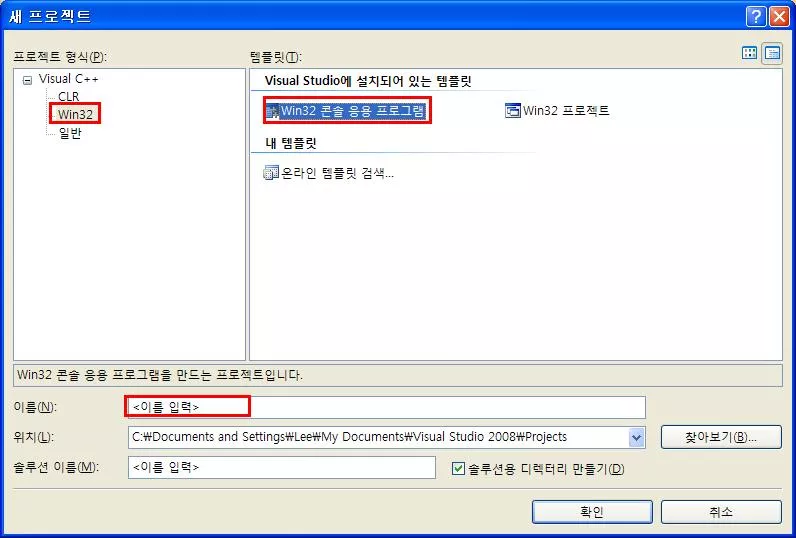 새 프로젝트
프로젝트 형식(P):
템플릿(T):
Visual C++
CLR
Win32
일반
Visual Studio에 설치되어 있는 템플릿
Win32 콘솔 응용 프로그램
Win32 프로젝트
내 템플릿
온라인 템플릿 검색...
Win32 콘솔 응용 프로그램을 만드는 프로젝트입니다.
이름(N):
<이름 입력>
위치(L):
C:₩Documents and Settings₩Lee₩My Documents₩Visual Studio 2008₩Projects
찾아보기(B)...
솔루션 이름(M):
<이름 입력>
솔루션용 디렉터리 만들기(D)
확인
취소